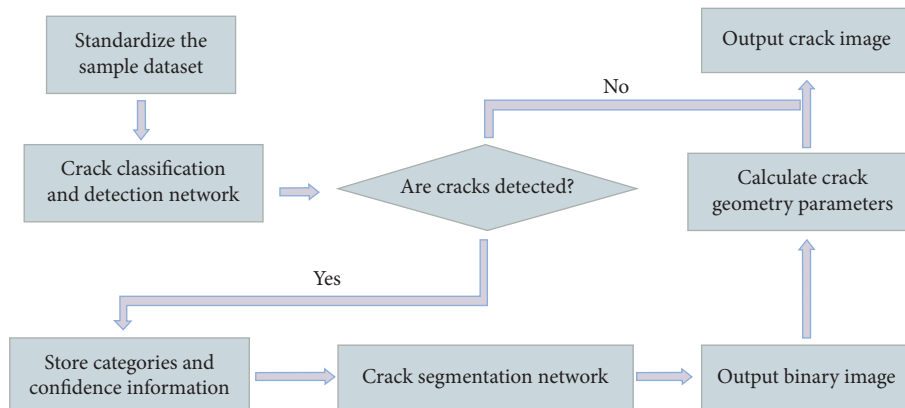 Standardize the
sample dataset
Output crack image
No
Crack classification
and detection network
Are cracks detected?
Calculate crack
geometry parameters
Yes
Store categories and
confidence information
Crack segmentation network
Output binary image